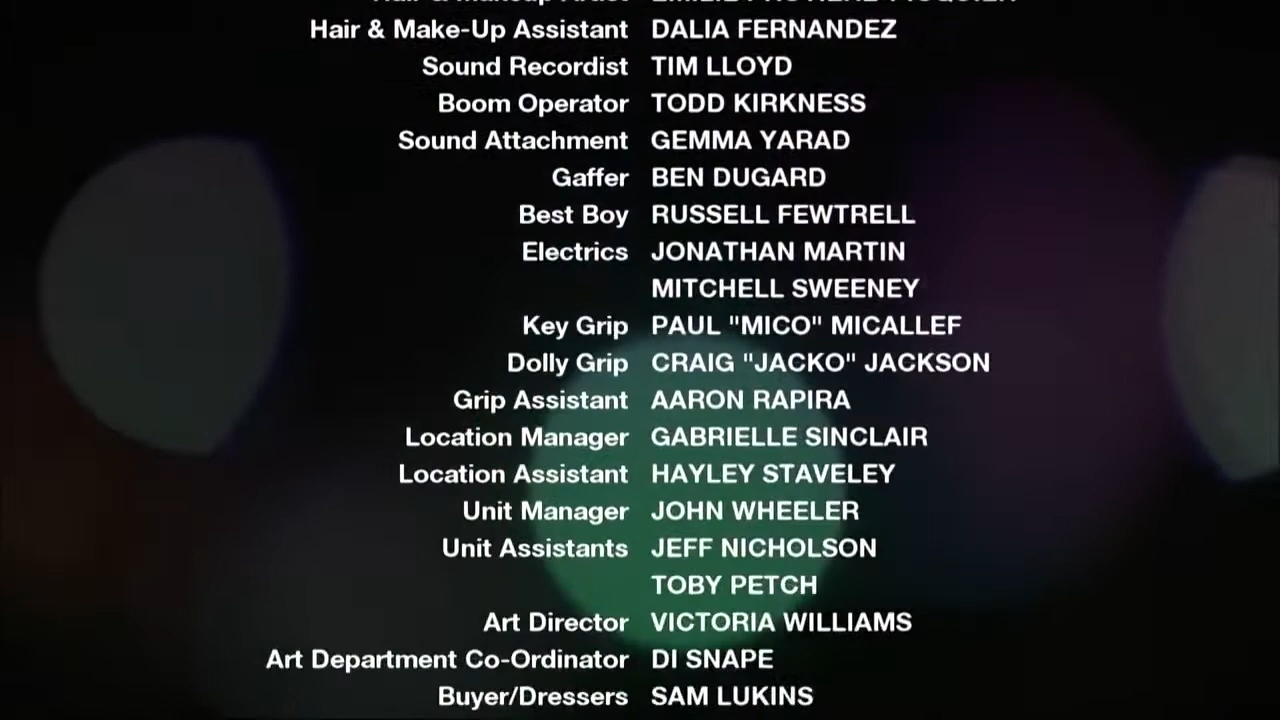 Hair & Make-Up Assistant DALIA FERNANDEZ
Sound Recordist TIM LLOYD
Boom Operator TODD KIRKNESS
Sound Attachment GEMMA YARAD
Gaffer BEN DUGARD
Best Boy RUSSELL FEWTRELL
Electrics JONATHAN MARTIN
MITCHELL SWEENEY
Key Grip PAUL "MICO" MICALLEF
Dolly Grip CRAIG "JACKO" JACKSON
Grip Assistant AARON RAPIRA
Location Manager GABRIELLE SINCLAIR
Location Assistant HAYLEY STAVELEY
Unit Manager JOHN WHEELER
Unit Assistants JEFF NICHOLSON
TOBY PETCH
Art Director VICTORIA WILLIAMS
Art Department Co-Ordinator DI SNAPE
Buyer/Dressers SAM LUKINS